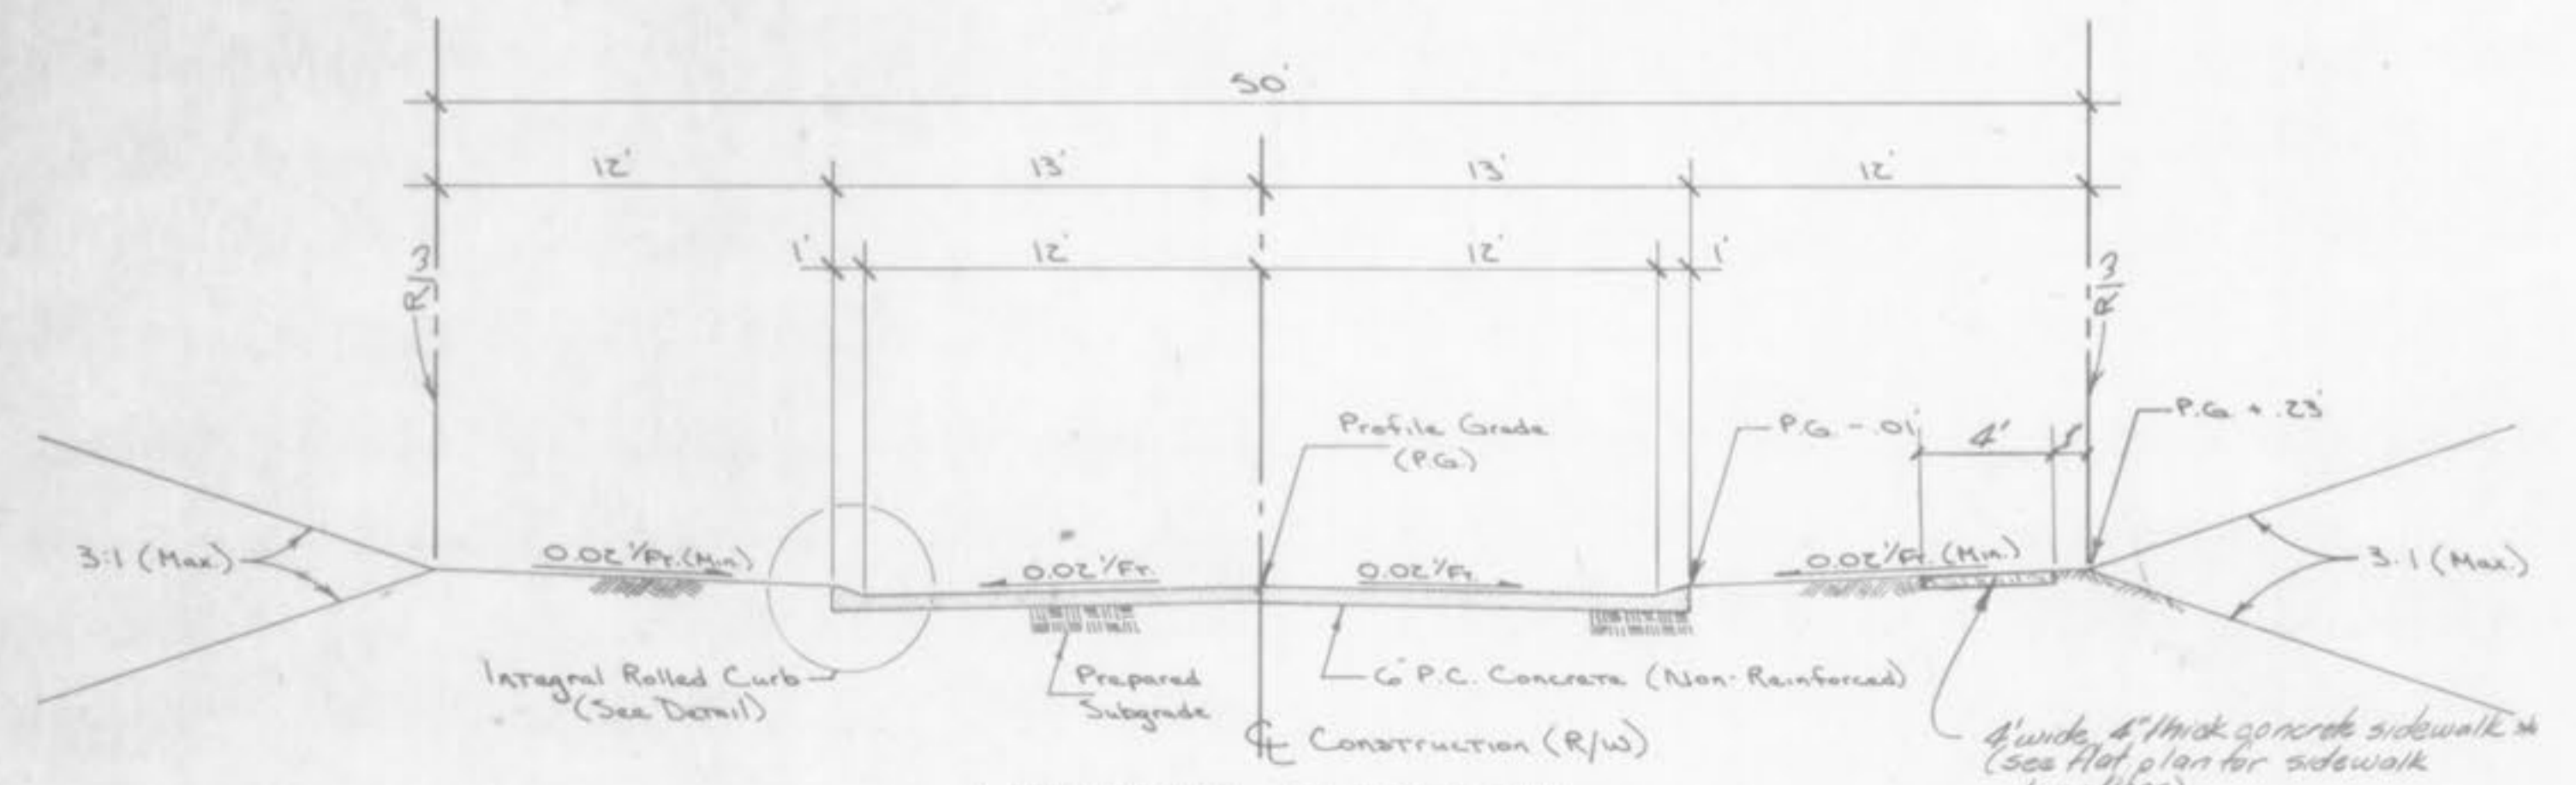 50'
12'
13'
13'
12'
1'
12'
12'
1'
R/W
R/W
Profile Grade
(P.G.)
P.G. - .01'
4'
1'
P.G. + .23'
3:1 (Max.)
0.02'/Ft. (Min.)
0.02'/Ft.
0.02'/Ft.
0.02'/Ft. (Min.)
3:1 (Max.)
Integral Rolled Curb
(See Detail)
Prepared
Subgrade
6" P.C. Concrete (Non-Reinforced)
℄ Construction (R/W)
4' wide, 4" thick concrete sidewalk
(see flat plan for sidewalk